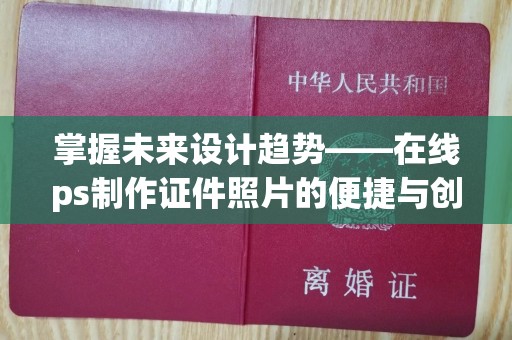 中华人民共和国
掌握未来设计趋势——在线
ps制作证件照片的便捷与创
离婚证